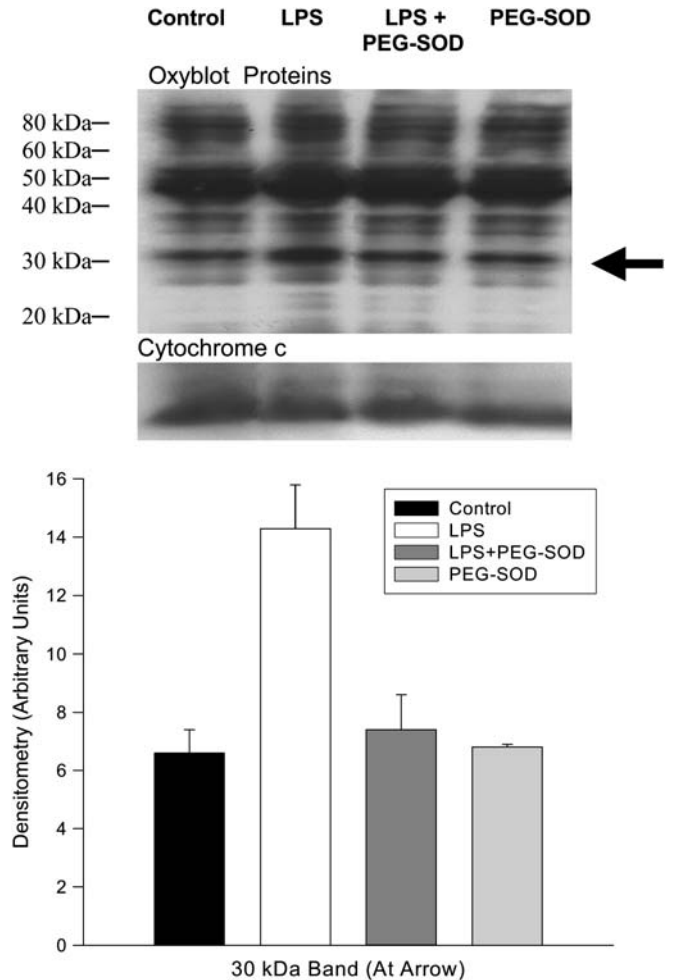 Control LPS LPS + PEG-SOD
PEG-SOD
Oxyblot Proteins
80 kDa
60 kDa
50 kDa
40 kDa
30 kDa
20 kDa
Cytochrome c
16
14
12
10
8
6
4
2
0
Densitometry (Arbitrary Units)
Control
LPS
LPS+PEG-SOD
PEG-SOD
30 kDa Band (At Arrow)